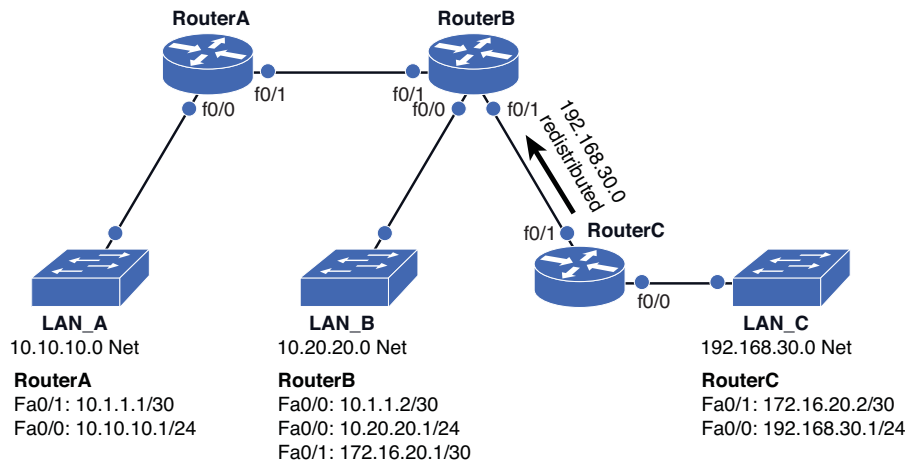 RouterA
RouterB
f0/1
f0/1
f0/0
f0/0
f0/1
192.168.30.0
redistributed
f0/1
RouterC
f0/0
LAN_A
10.10.10.0 Net
LAN_B
10.20.20.0 Net
LAN_C
192.168.30.0 Net
RouterA
Fa0/1: 10.1.1.1/30
Fa0/0: 10.10.10.1/24
RouterB
Fa0/0: 10.1.1.2/30
Fa0/0: 10.20.20.1/24
Fa0/1: 172.16.20.1/30
RouterC
Fa0/1: 172.16.20.2/30
Fa0/0: 192.168.30.1/24